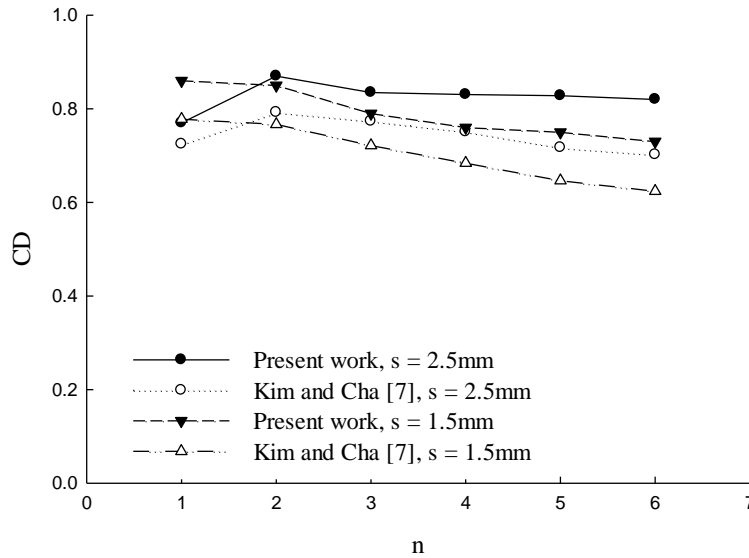 1.0
0.8
0.6
0.4
0.2
0.0
CD
Present work, s = 2.5mm
Kim and Cha [7], s = 2.5mm
Present work, s = 1.5mm
Kim and Cha [7], s = 1.5mm
0 1 2 3 4 5 6 7
n